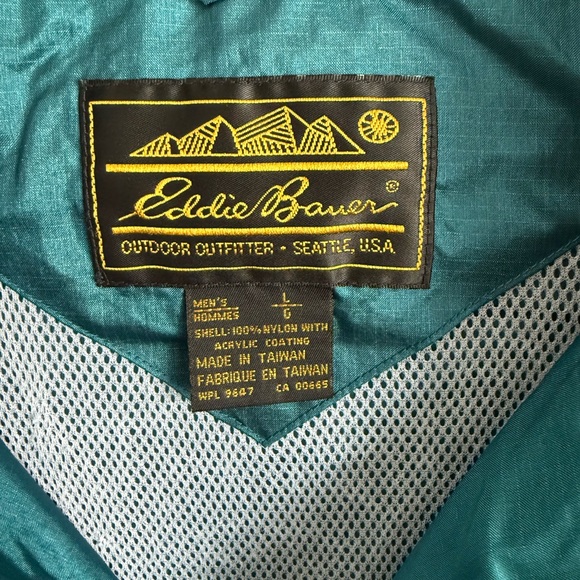 Eddie Bauer®
OUTDOOR OUTFITTER • SEATTLE, U.S.A.
MEN'S L
HOMMES G
SHELL: 100% NYLON WITH
ACRYLIC COATING
MADE IN TAIWAN
FABRIQUE EN TAIWAN
WPL 9647 CA 00665